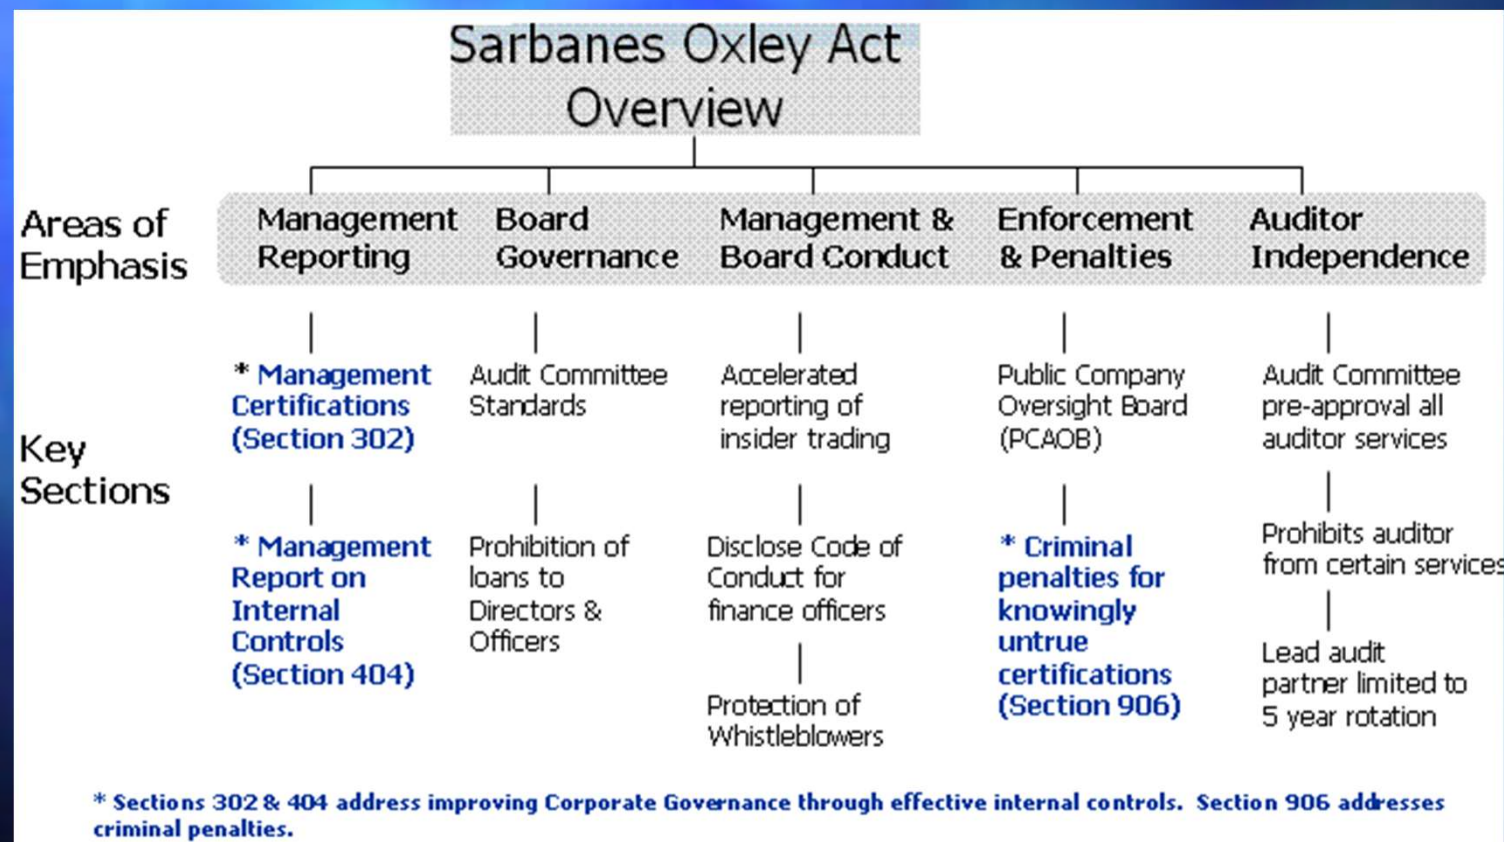 Sarbanes Oxley Act
Overview
Areas of
Emphasis
Management
Reporting
Board
Governance
Management &
Board Conduct
Enforcement
& Penalties
Auditor
Independence
Key
Sections
* Management
Certifications
(Section 302)
* Management
Report on
Internal
Controls
(Section 404)
Audit Committee
Standards
Prohibition of
loans to
Directors &
Officers
Accelerated
reporting of
insider trading
Disclose Code of
Conduct for
finance officers
Protection of
Whistleblowers
Public Company
Oversight Board
(PCAOB)
* Criminal
penalties for
knowingly
untrue
certifications
(Section 906)
Audit Committee
pre-approval all
auditor services
Prohibits auditor
from certain services
Lead audit
partner limited to
5 year rotation
* Sections 302 & 404 address improving Corporate Governance through effective internal controls. Section 906 addresses
criminal penalties.